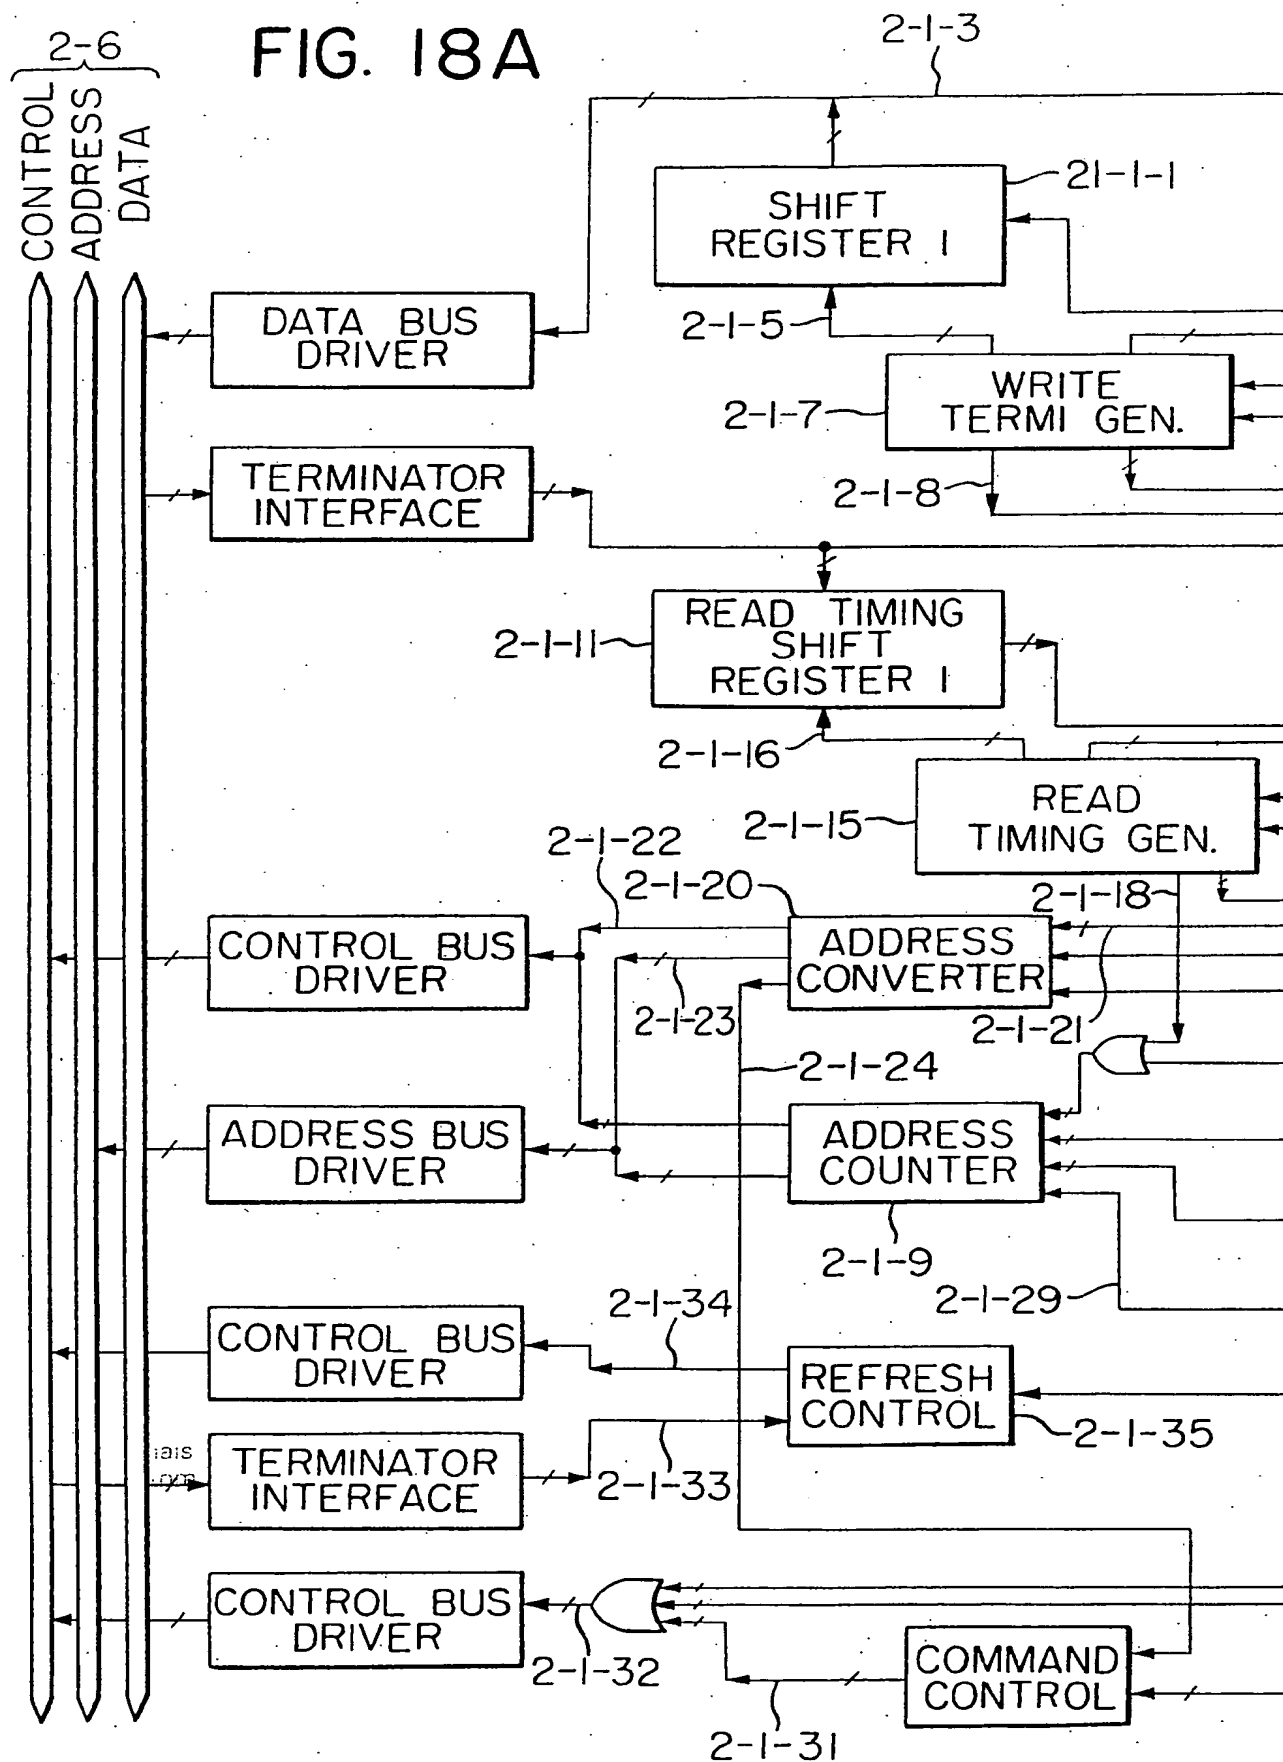 FIG. 18A
2-6
CONTROL
ADDRESS
DATA
2-1-3
21-1-1
SHIFT
REGISTER 1
2-1-5
DATA BUS
DRIVER
WRITE
TERMI GEN.
2-1-7
2-1-8
TERMINATOR
INTERFACE
READ TIMING
SHIFT
REGISTER 1
2-1-11
2-1-16
READ
TIMING GEN.
2-1-15
2-1-18
2-1-22
2-1-20
CONTROL BUS
DRIVER
ADDRESS
CONVERTER
2-1-23
2-1-21
2-1-24
ADDRESS BUS
DRIVER
ADDRESS
COUNTER
2-1-9
2-1-29
2-1-34
CONTROL BUS
DRIVER
REFRESH
CONTROL
2-1-35
TERMINATOR
INTERFACE
2-1-33
CONTROL BUS
DRIVER
2-1-32
COMMAND
CONTROL
2-1-31